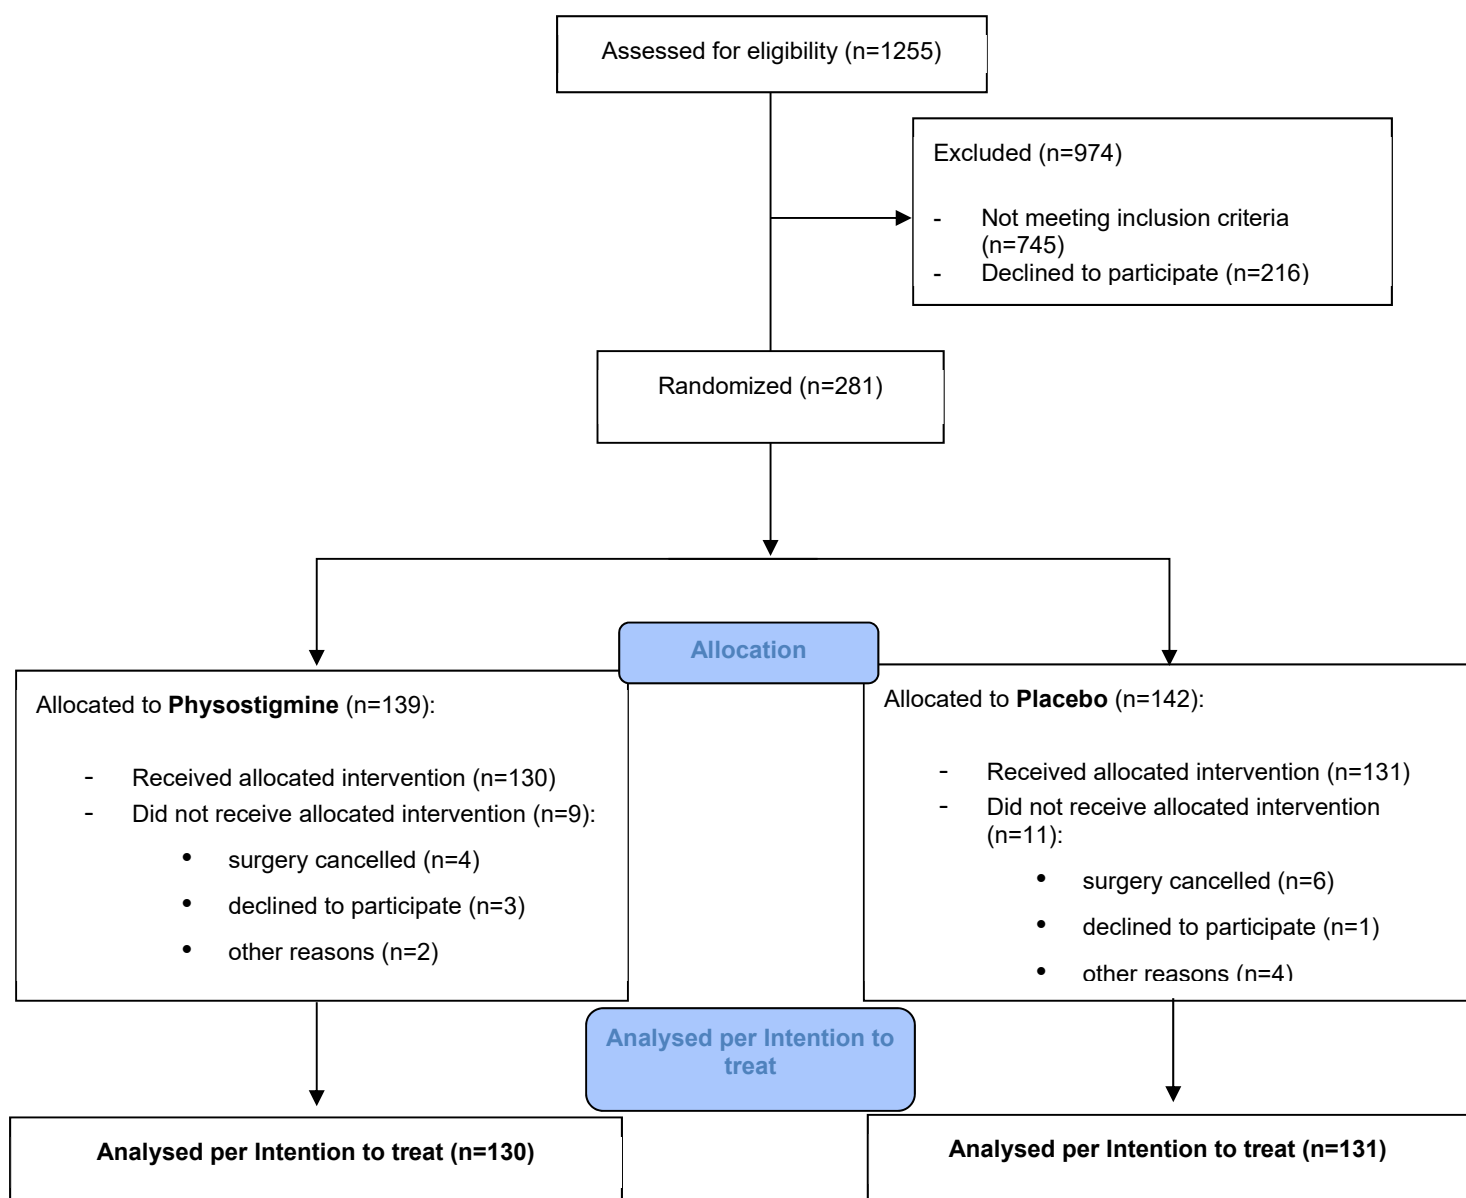 Assessed for eligibility (n=1255)
Excluded (n=974)
- Not meeting inclusion criteria
(n=745)
- Declined to participate (n=216)
Randomized (n=281)
Allocation
Allocated to Physostigmine (n=139):
- Received allocated intervention (n=130)
- Did not receive allocated intervention (n=9):
• surgery cancelled (n=4)
• declined to participate (n=3)
• other reasons (n=2)
Allocated to Placebo (n=142):
- Received allocated intervention (n=131)
- Did not receive allocated intervention
(n=11):
• surgery cancelled (n=6)
• declined to participate (n=1)
• other reasons (n=4)
Analysed per Intention to
treat
Analysed per Intention to treat (n=130)
Analysed per Intention to treat (n=131)